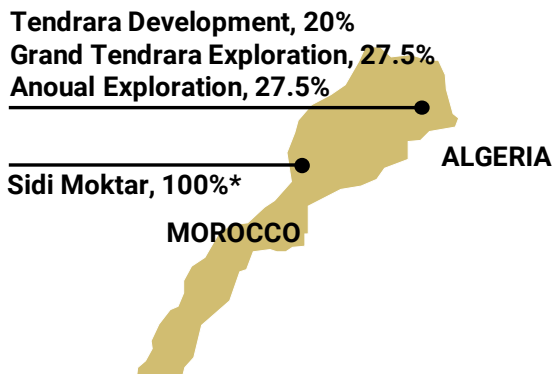 Tendrara Development, 20%
Grand Tendrara Exploration, 27.5%
Anoual Exploration, 27.5%
ALGERIA
Sidi Moktar, 100%*
MOROCCO